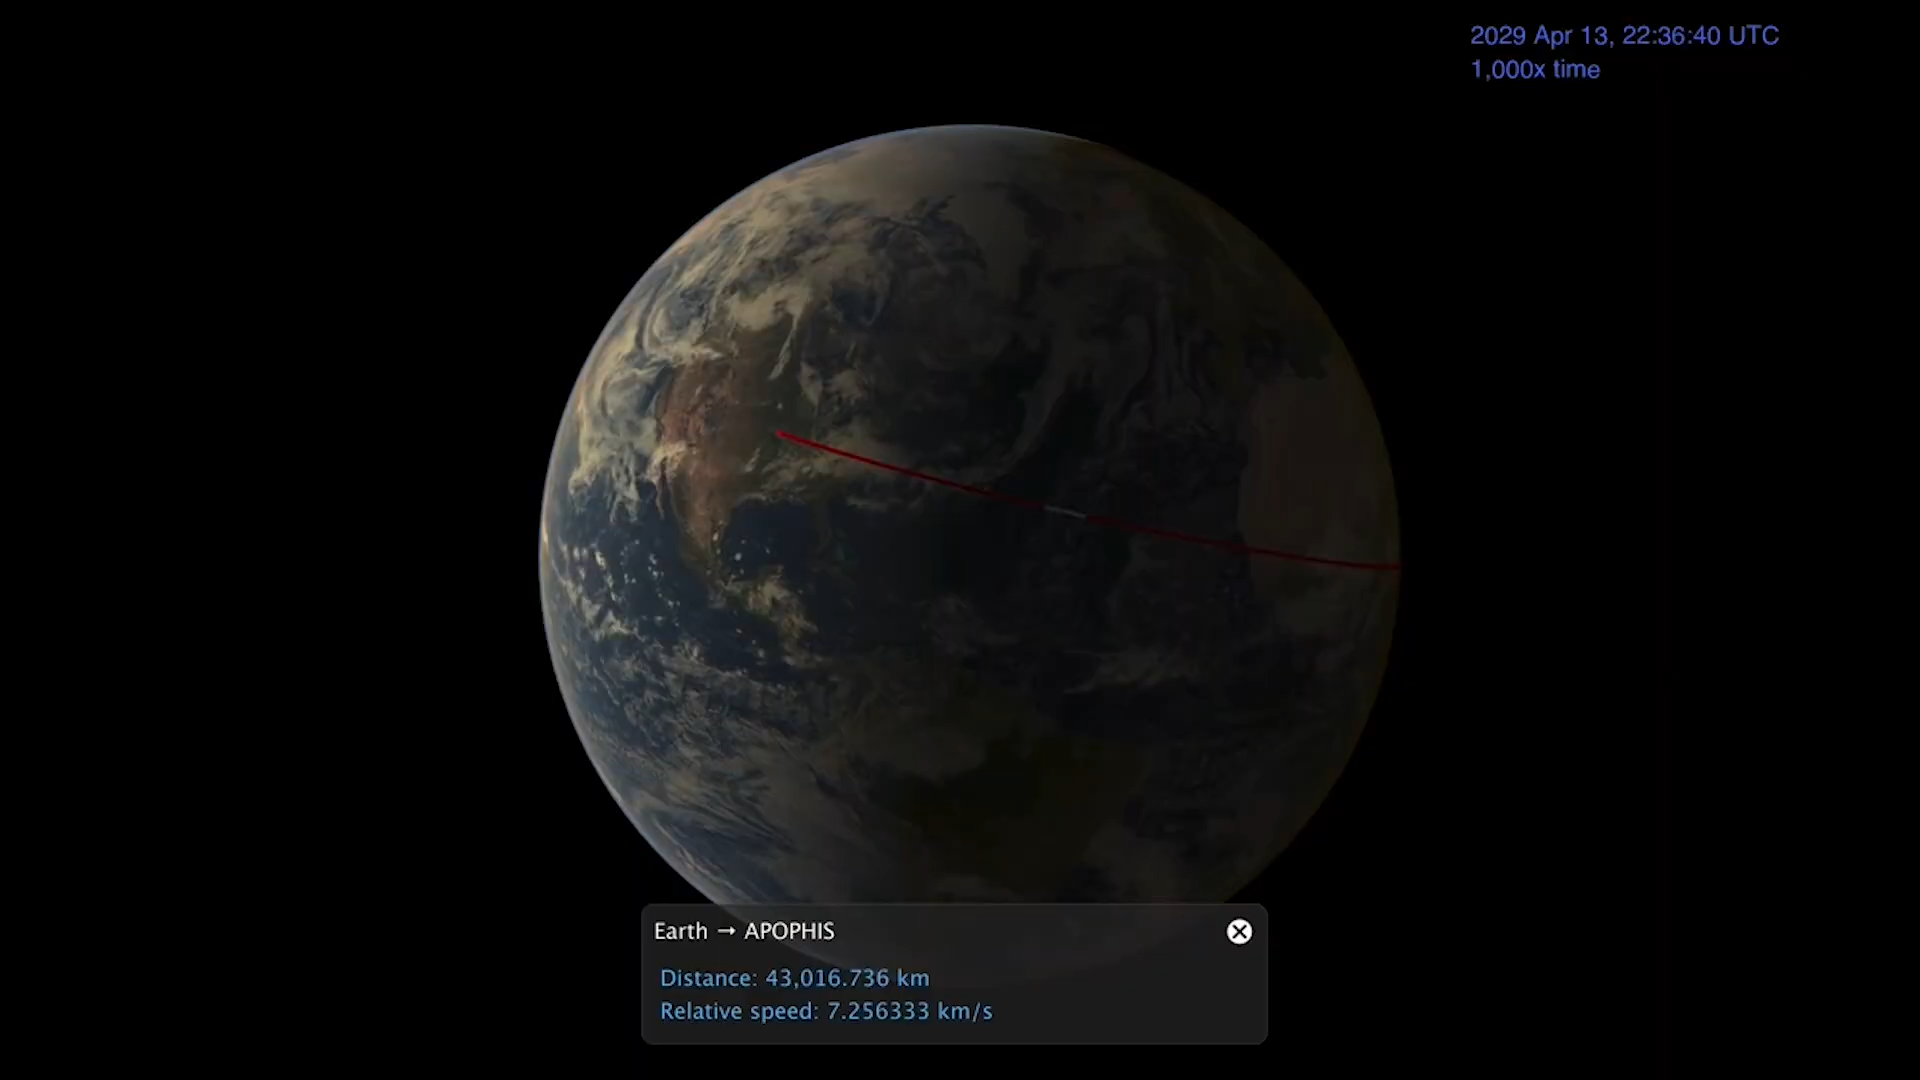 2029 Apr 13, 22:36:40 UTC
1,000x time
Earth → APOPHIS
Distance: 43,016.736 km
Relative speed: 7.256333 km/s